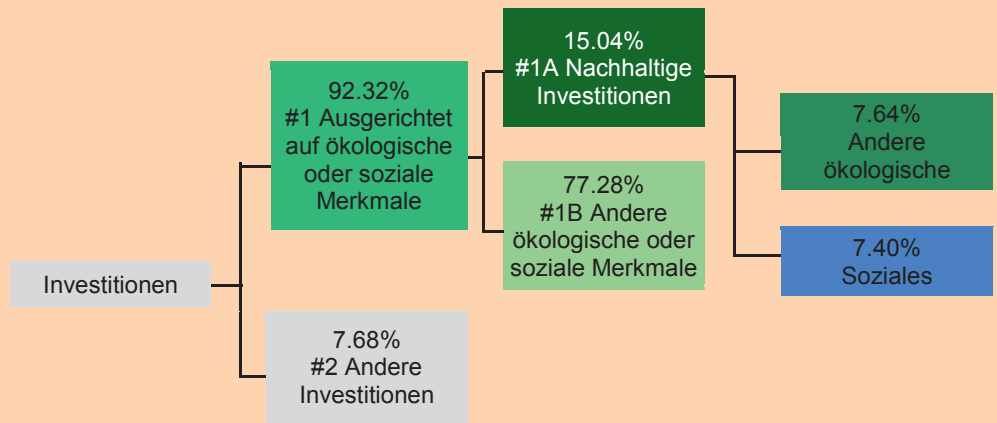 Investitionen
92.32%
#1 Ausgerichtet
auf ökologische
oder soziale
Merkmale
7.68%
#2 Andere
Investitionen
15.04%
#1A Nachhaltige
Investitionen
77.28%
#1B Andere
ökologische oder
soziale Merkmale
7.64%
Andere
ökologische
7.40%
Soziales